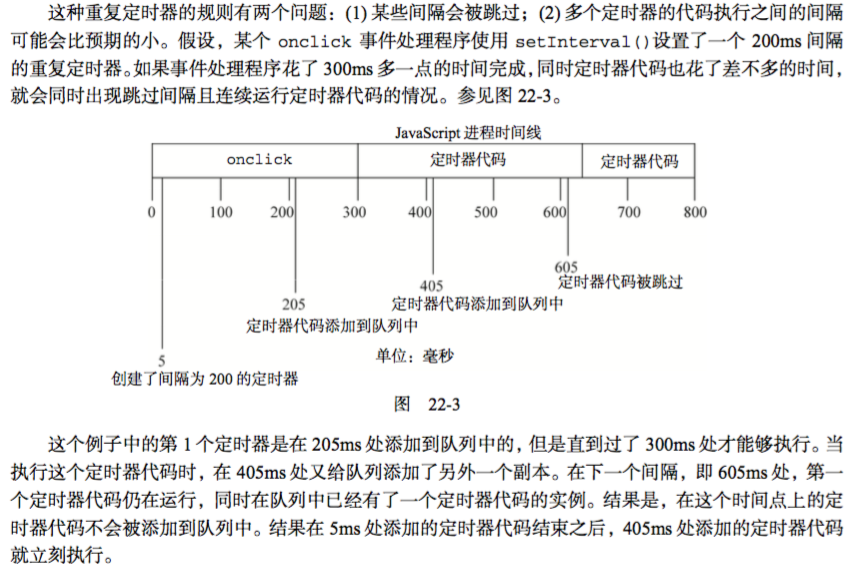 这种重复定时器的规则有两个问题：(1) 某些间隔会被跳过；(2) 多个定时器的代码执行之间的间隔
可能会比预期的小。假设，某个 onclick 事件处理程序使用 setInterval()设置了一个 200ms 间隔
的重复定时器。如果事件处理程序花了 300ms 多一点的时间完成，同时定时器代码也花了差不多的时间，
就会同时出现跳过间隔且连续运行定时器代码的情况。参见图 22-3。
JavaScript 进程时间线
onclick 定时器代码 定时器代码
0 100 200 300 400 500 600 700 800
605
定时器代码被跳过
405
定时器代码添加到队列中
205
定时器代码添加到队列中
单位：毫秒
5
创建了间隔为 200 的定时器
图 22-3
这个例子中的第 1 个定时器是在 205ms 处添加到队列中的，但是直到过了 300ms 处才能够执行。当
执行这个定时器代码时，在 405ms 处又给队列添加了另外一个副本。在下一个间隔，即 605ms 处，第一
个定时器代码仍在运行，同时在队列中已经有了一个定时器代码的实例。结果是，在这个时间点上的定
时器代码不会被添加到队列中。结果在 5ms 处添加的定时器代码结束之后，405ms 处添加的定时器代码
就立刻执行。